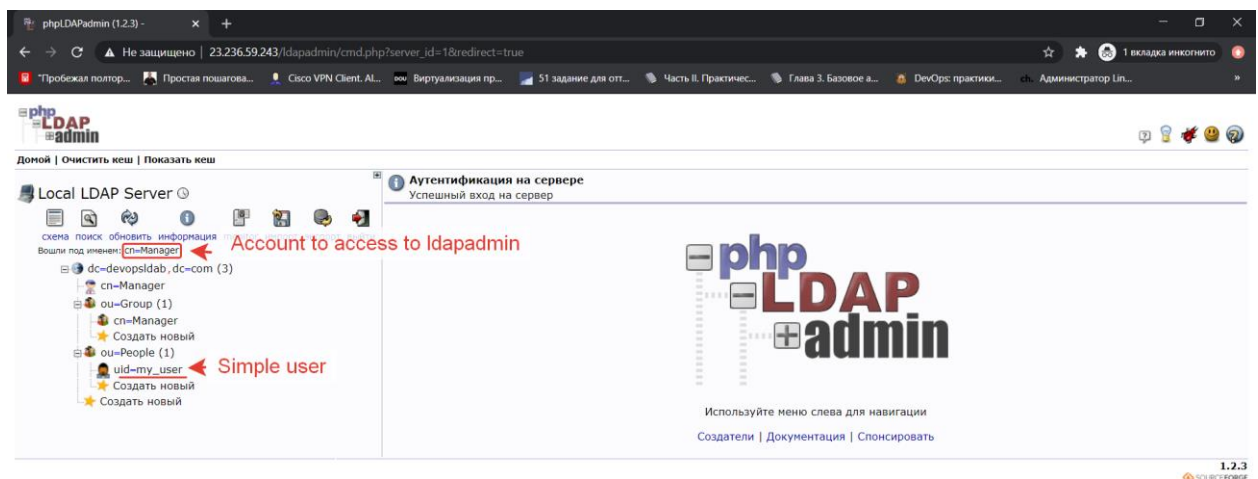 phpLDAPadmin (1.2.3) -
Не защищено | 23.236.59.243/ldapadmin/cmd.php?server_id=1&redirect=true
1 вкладка инкогнито
"Пробежал полтор...
Простая пошагова...
Cisco VPN Client. Al...
DOU
Виртуализация пр...
51 задание для отт...
Часть II. Практичес...
Глава 3. Базовое а...
DevOps: практики...
ch.
Администратор Lin...
»
php
LDAP
admin
Домой | Очистить кеш | Показать кеш
Local LDAP Server
схема поиск обновить информация
Вошли под именем: cn=Manager
Account to access to ldapadmin
dc=devopsldab,dc=com (3)
cn=Manager
ou=Group (1)
cn=Manager
Создать новый
ou=People (1)
uid=my_user
Simple user
Создать новый
Создать новый
Аутентификация на сервере
Успешный вход на сервер
php
LDAP
admin
Используйте меню слева для навигации
Создатели | Документация | Спонсировать
1.2.3
SOURCEFORGE